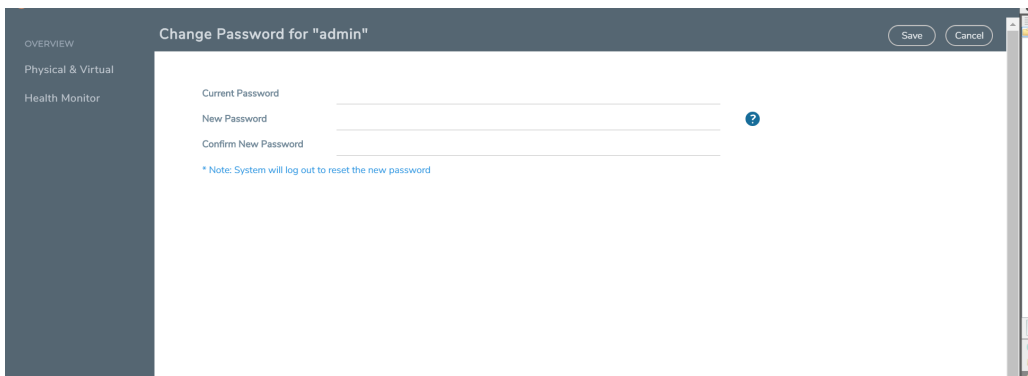 OVERVIEW
Physical & Virtual
Health Monitor
Change Password for "admin"
Save
Cancel
Current Password
New Password
?
Confirm New Password
* Note: System will log out to reset the new password